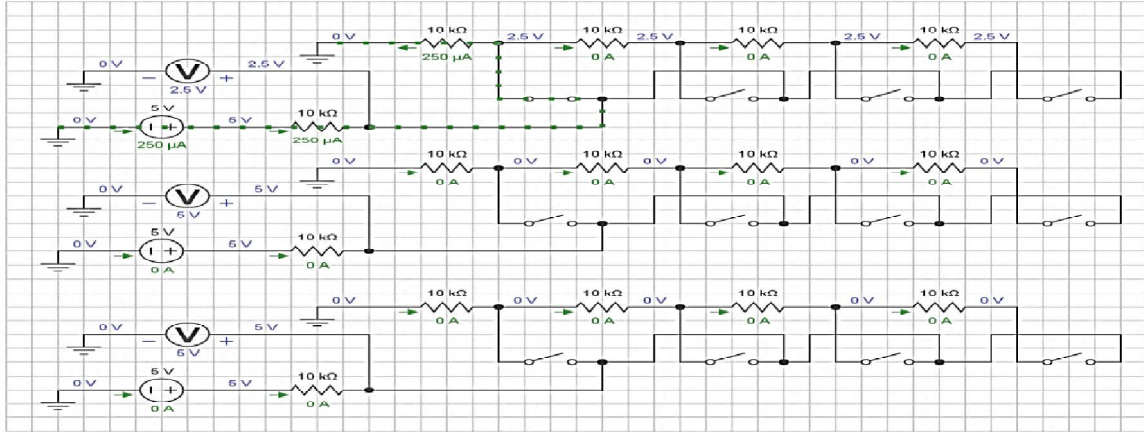 10 kΩ 10 kΩ 10 kΩ 10 kΩ
0 V 2.5 V 2.5 V 2.5 V 2.5 V
250 µA 0 A 0 A 0 A
0 V V 2.5 V
− +
2.5 V
5 V 10 kΩ
0 V − + 5 V
250 µA 250 µA
10 kΩ 10 kΩ 10 kΩ 10 kΩ
0 V 0 V 0 V 0 V 0 V
0 A 0 A 0 A 0 A
0 V V 5 V
− +
5 V
5 V 10 kΩ
0 V − + 5 V
0 A 0 A
10 kΩ 10 kΩ 10 kΩ 10 kΩ
0 V 0 V 0 V 0 V 0 V
0 A 0 A 0 A 0 A
0 V V 5 V
− +
5 V
5 V 10 kΩ
0 V − + 5 V
0 A 0 A